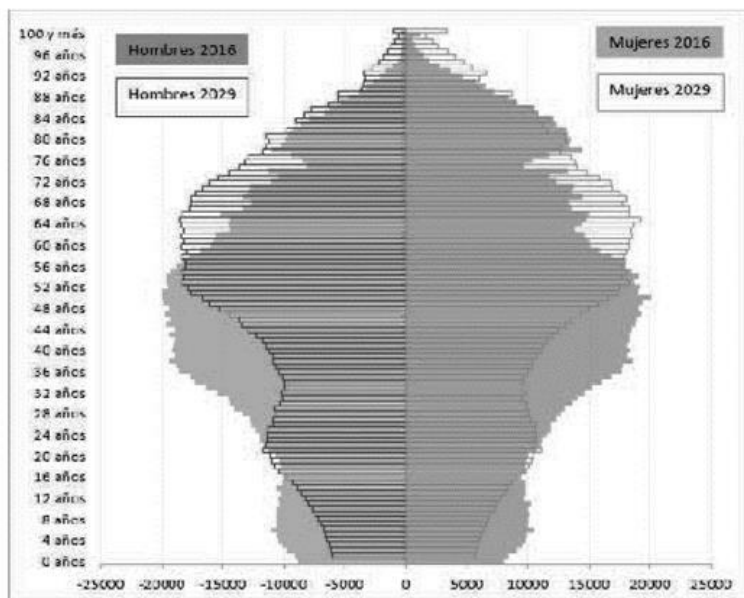 100 y más
96 años
92 años
88 años
84 años
80 años
76 años
72 años
68 años
64 años
60 años
56 años
52 años
48 años
44 años
40 años
36 años
32 años
28 años
24 años
20 años
16 años
12 años
8 años
4 años
0 años
Hombres 2016
Hombres 2029
Mujeres 2016
Mujeres 2029
-25000 -20000 -15000 -10000 -5000 0 5000 10000 15000 20000 25000